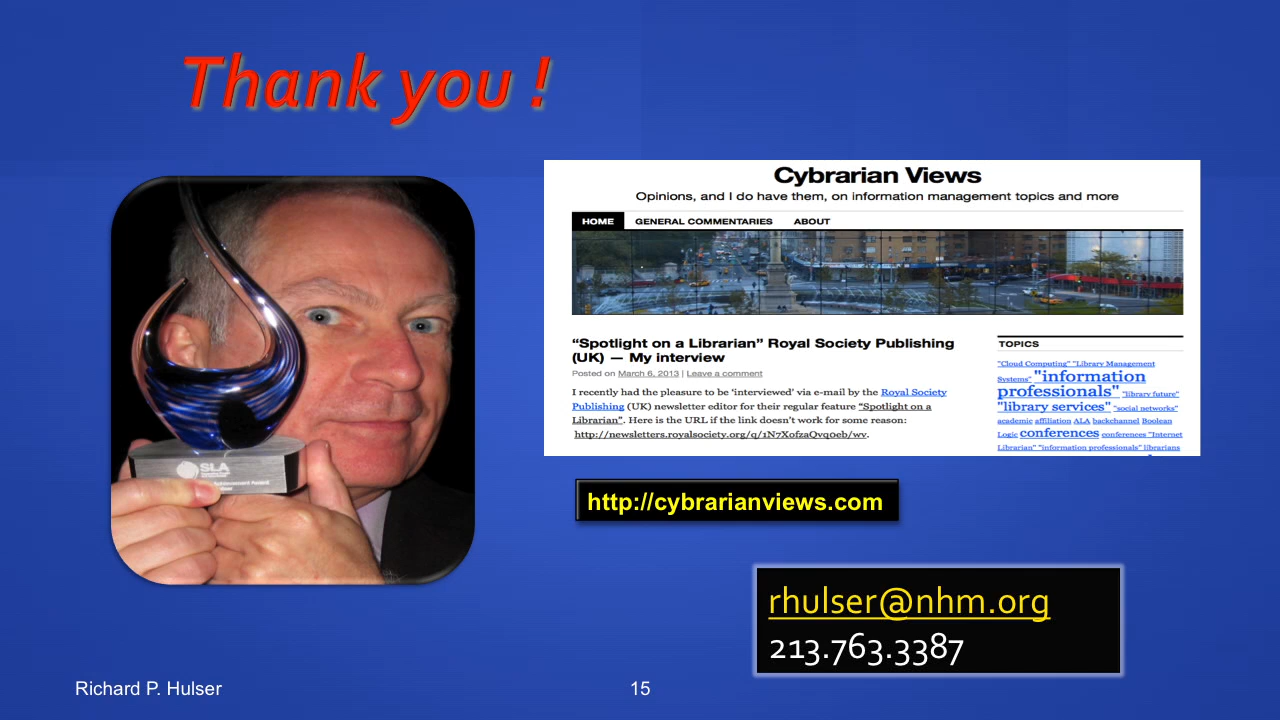 Thank you !
SLA
Achievement Award
Cybrarian Views
Opinions, and I do have them, on information management topics and more
HOME GENERAL COMMENTARIES ABOUT
“Spotlight on a Librarian” Royal Society Publishing
(UK) — My interview
Posted on March 6, 2013 | Leave a comment
I recently had the pleasure to be ‘interviewed’ via e-mail by the Royal Society
Publishing (UK) newsletter editor for their regular feature “Spotlight on a
Librarian”. Here is the URL if the link doesn’t work for some reason:
http://newsletters.royalsociety.org/q/1N7XofzaQvq0eb/wv.
TOPICS
"Cloud Computing" "Library Management
Systems" "information
professionals" "library future"
"library services" "social networks"
academic affiliation ALA backchannel Boolean
Logic conferences conferences "Internet
Librarian" "information professionals" librarians
http://cybrarianviews.com
rhulser@nhm.org
213.763.3387
Richard P. Hulser
15